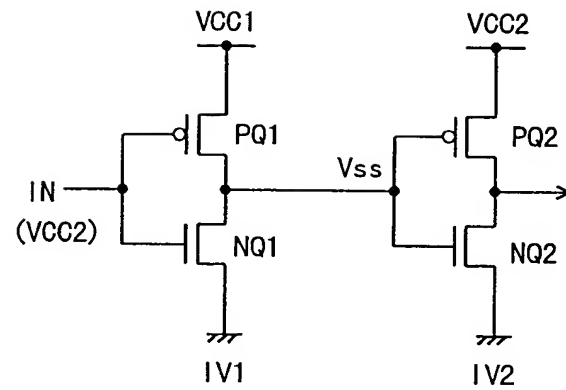 VCC1
VCC2
PQ1
PQ2
Vss
IN
(VCC2)
NQ1
NQ2
IV1
IV2